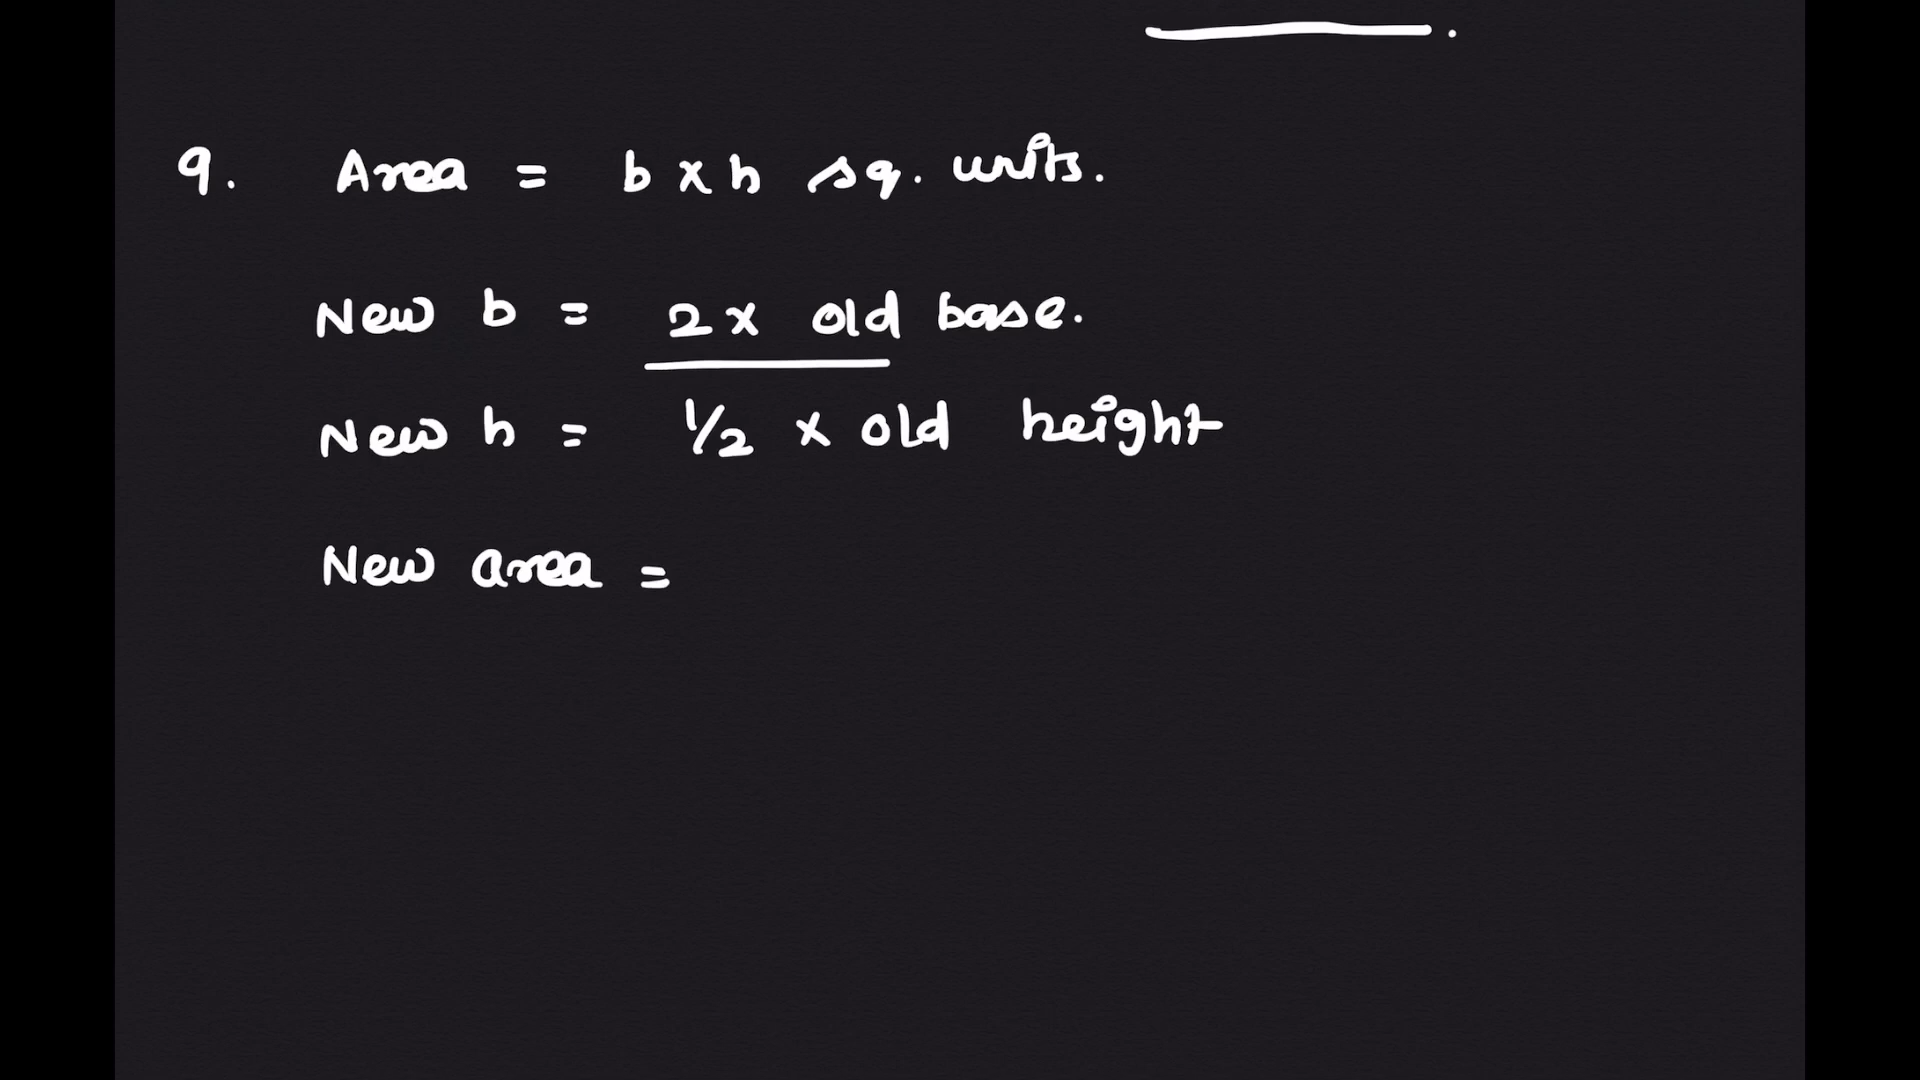 9. Area = b x h sq. units.
New b = 2 x old base.
New h = 1/2 x old height
New area =